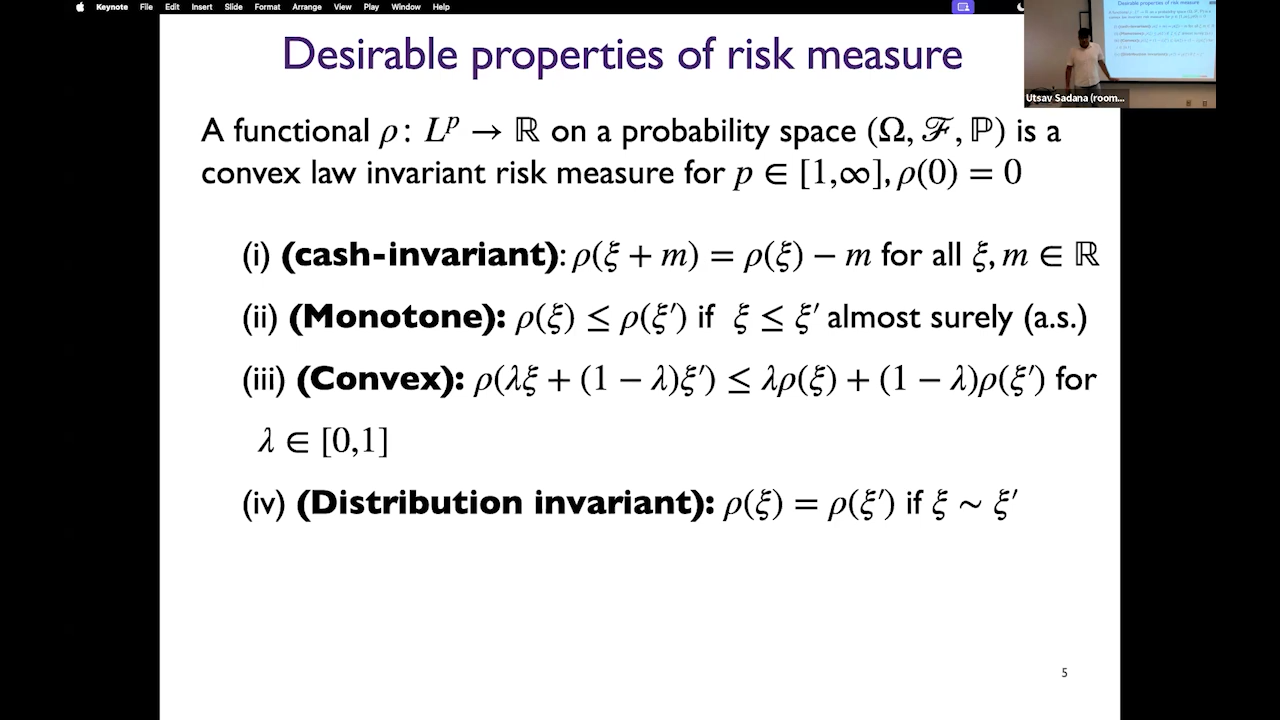 Keynote File Edit Insert Slide Format Arrange View Play Window Help
Desirable properties of risk measure
Utsav Sadana (room...
A functional ρ: Lᵖ → ℝ on a probability space (Ω, ℱ, ℙ) is a
convex law invariant risk measure for p ∈ [1,∞], ρ(0) = 0
(i) (cash-invariant): ρ(ξ + m) = ρ(ξ) − m for all ξ, m ∈ ℝ
(ii) (Monotone): ρ(ξ) ≤ ρ(ξ′) if ξ ≤ ξ′ almost surely (a.s.)
(iii) (Convex): ρ(λξ + (1 − λ)ξ′) ≤ λρ(ξ) + (1 − λ)ρ(ξ′) for
λ ∈ [0,1]
(iv) (Distribution invariant): ρ(ξ) = ρ(ξ′) if ξ ∼ ξ′
5